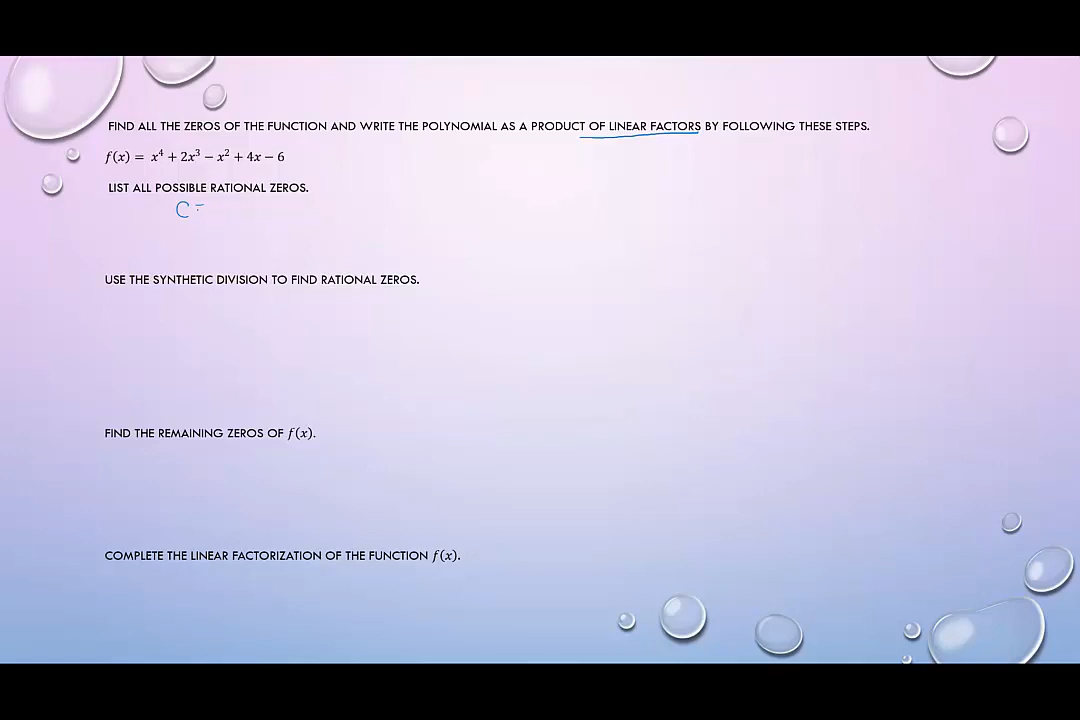 FIND ALL THE ZEROS OF THE FUNCTION AND WRITE THE POLYNOMIAL AS A PRODUCT OF LINEAR FACTORS BY FOLLOWING THESE STEPS.
f(x) = x⁴ + 2x³ − x² + 4x − 6
LIST ALL POSSIBLE RATIONAL ZEROS.
C =
USE THE SYNTHETIC DIVISION TO FIND RATIONAL ZEROS.
FIND THE REMAINING ZEROS OF f(x).
COMPLETE THE LINEAR FACTORIZATION OF THE FUNCTION f(x).